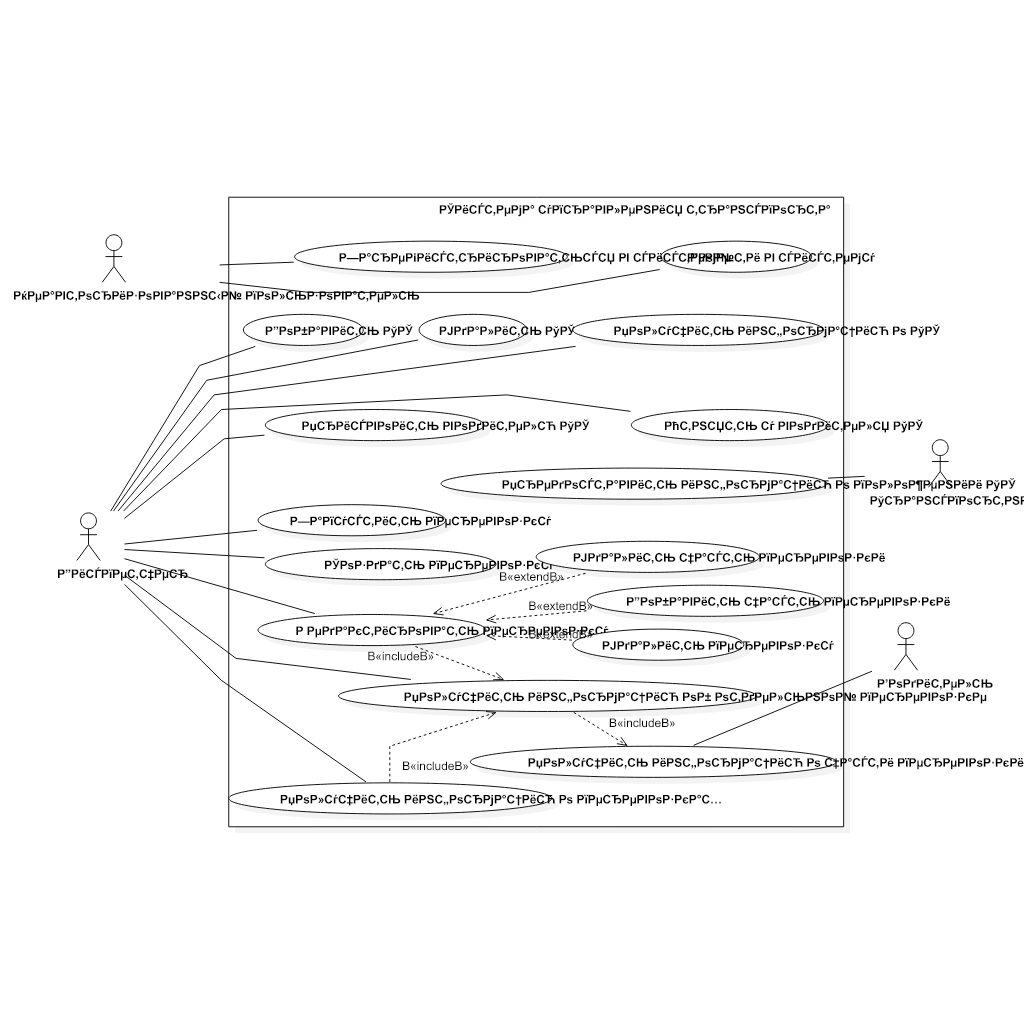 РЎРёСЃС‚РµРјР° СѓРїСЂР°РІР»РµРЅРёСЏ С‚СЂР°РЅСЃРїРѕСЂС‚Р°
Р—Р°СЂРµРіРёСЃС‚СЂРёСЂРѕРІР°С‚СЊСЃСЏ РІ СЃРёСЃС‚РµРјРµ
Р’РѕР№С‚Рё РІ СЃРёСЃС‚РµРјСѓ
РќРµР°РІС‚РѕСЂРёР·РѕРІР°РЅРЅС‹Р№ РїРѕР»СЊР·РѕРІР°С‚РµР»СЊ
Р”РѕР±Р°РІРёС‚СЊ РўРЎ
РЈРґР°Р»РёС‚СЊ РўРЎ
РџРѕР»СѓС‡РёС‚СЊ РёРЅС„РѕСЂРјР°С†РёСЋ Рѕ РўРЎ
РџСЂРёСЃРІРѕРёС‚СЊ РІРѕРґРёС‚РµР»СЋ РўРЎ
РћС‚РЅСЏС‚СЊ Сѓ РІРѕРґРёС‚РµР»СЏ РўРЎ
РџСЂРµРґРѕСЃС‚Р°РІРёС‚СЊ РёРЅС„РѕСЂРјР°С†РёСЋ Рѕ РїРѕР»РѕР¶РµРЅРёРё РўРЎ
Р—Р°РїСѓСЃС‚РёС‚СЊ РїРµСЂРµРІРѕР·РєСѓ
РЎРѕР·РґР°С‚СЊ РїРµСЂРµРІРѕР·РєСѓ
РЈРґР°Р»РёС‚СЊ С‡Р°СЃС‚СЊ РїРµСЂРµРІРѕР·РєРё
Р”РёСЃРїРµС‚С‡РµСЂ
В«extendВ»
Р”РѕР±Р°РІРёС‚СЊ С‡Р°СЃС‚СЊ РїРµСЂРµРІРѕР·РєРё
В«extendВ»
Р РµРґР°РєС‚РёСЂРѕРІР°С‚СЊ РїРµСЂРµРІРѕР·РєСѓ
В«extendВ»
РЈРґР°Р»РёС‚СЊ РїРµСЂРµРІРѕР·РєСѓ
В«includeВ»
Р’РѕРґРёС‚РµР»СЊ
РџРѕР»СѓС‡РёС‚СЊ РёРЅС„РѕСЂРјР°С†РёСЋ РѕР± РѕС‚РґРµР»СЊРЅРѕР№ РїРµСЂРµРІРѕР·РєРµ
В«includeВ»
РџРѕР»СѓС‡РёС‚СЊ РёРЅС„РѕСЂРјР°С†РёСЋ Рѕ С‡Р°СЃС‚Рё РїРµСЂРµРІРѕР·РєРё
В«includeВ»
РџРѕР»СѓС‡РёС‚СЊ РёРЅС„РѕСЂРјР°С†РёСЋ Рѕ РїРµСЂРµРІРѕР·РєР°С…